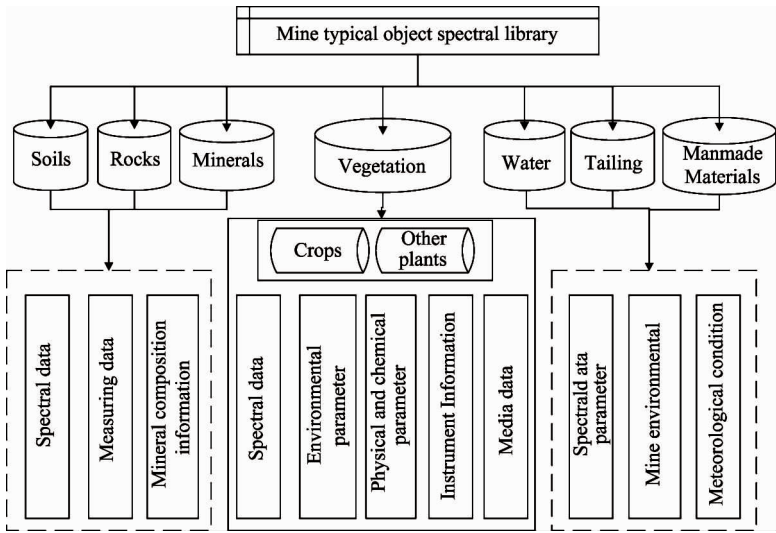 Mine typical object spectral library
Soils
Rocks
Minerals
Vegetation
Water
Tailing
Manmade
Materials
Crops
Other
plants
Spectral data
Measuring data
Mineral composition
information
Spectral data
Environmental
parameter
Physical and chemical
parameter
Instrument Information
Media data
Spectrald ata
parameter
Mine environmental
Meteorological condition